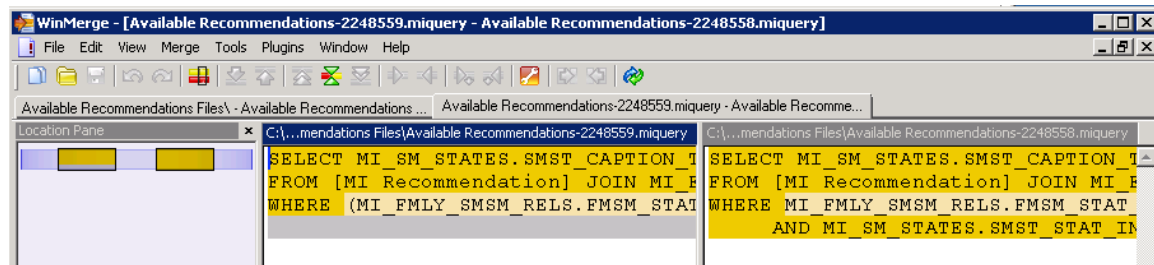 WinMerge - [Available Recommendations-2248559.miquery - Available Recommendations-2248558.miquery]
File Edit View Merge Tools Plugins Window Help
Available Recommendations Files\ - Available Recommendations ... Available Recommendations-2248559.miquery - Available Recomme...
Location Pane x C:\...mendations Files\Available Recommendations-2248559.miquery C:\...mendations Files\Available Recommendations-2248558.miquery
SELECT MI_SM_STATES.SMST_CAPTION_T
FROM [MI Recommendation] JOIN MI_E
WHERE (MI_FMLY_SMSM_RELS.FMSM_STAT
SELECT MI_SM_STATES.SMST_CAPTION_T
FROM [MI Recommendation] JOIN MI_E
WHERE MI_FMLY_SMSM_RELS.FMSM_STAT_
AND MI_SM_STATES.SMST_STAT_IN